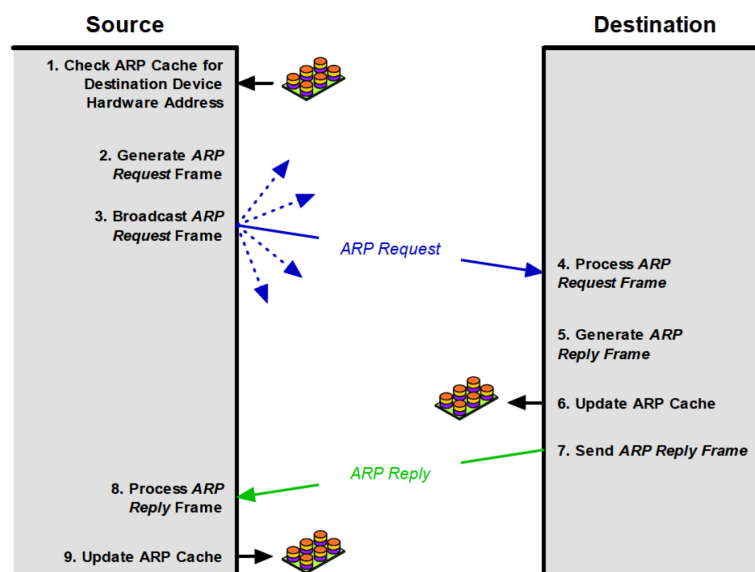 Source
Destination
1. Check ARP Cache for
Destination Device
Hardware Address
2. Generate ARP
Request Frame
3. Broadcast ARP
Request Frame
ARP Request
4. Process ARP
Request Frame
5. Generate ARP
Reply Frame
6. Update ARP Cache
7. Send ARP Reply Frame
ARP Reply
8. Process ARP
Reply Frame
9. Update ARP Cache